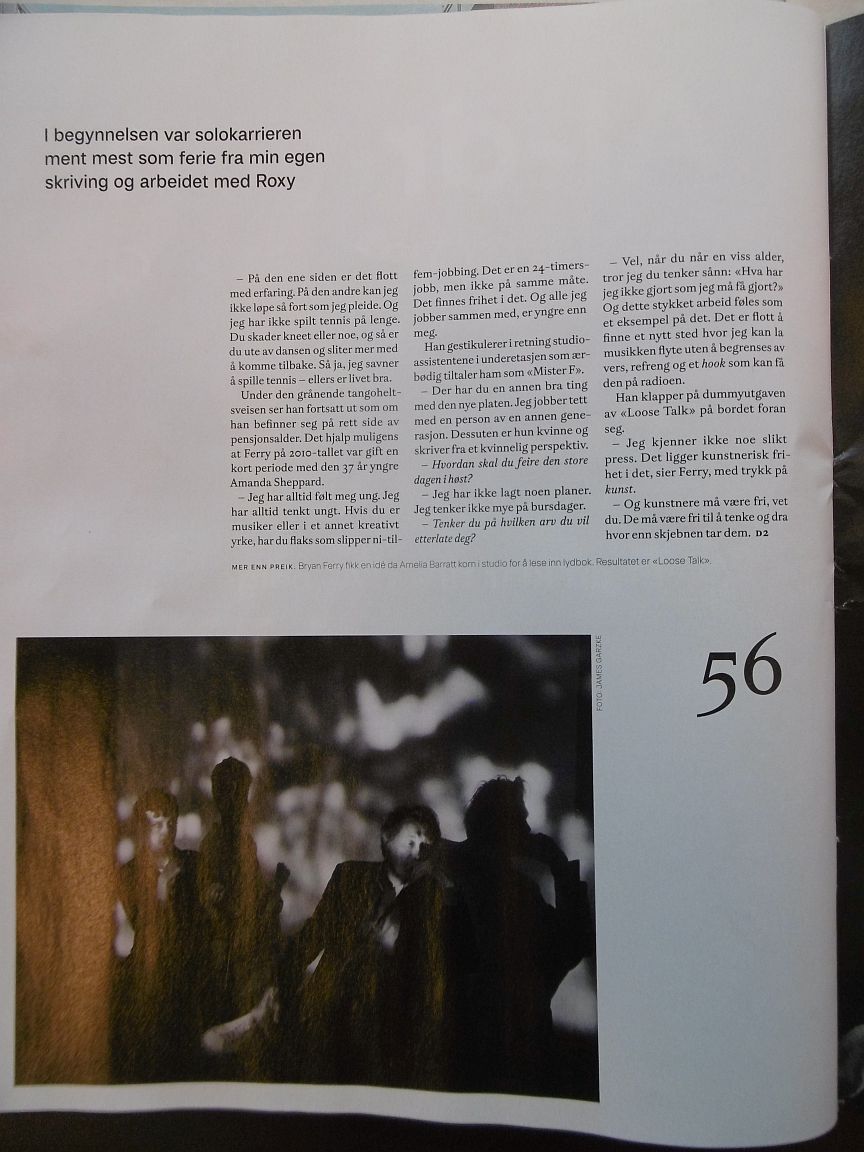 I begynnelsen var solokarrieren
ment mest som ferie fra min egen
skriving og arbeidet med Roxy
– På den ene siden er det flott
med erfaring. På den andre kan jeg
ikke løpe så fort som jeg pleide. Og
jeg har ikke spilt tennis på lenge.
Du skader kneet eller noe, og så er
du ute av dansen og sliter mer med
å komme tilbake. Så ja, jeg savner
å spille tennis – ellers er livet bra.
Under den grånende tangohelt-
sveisen ser han fortsatt ut som om
han befinner seg på rett side av
pensjonsalder. Det hjalp muligens
at Ferry på 2010-tallet var gift en
kort periode med den 37 år yngre
Amanda Sheppard.
– Jeg har alltid følt meg ung. Jeg
har alltid tenkt ungt. Hvis du er
musiker eller i et annet kreativt
yrke, har du flaks som slipper ni-til-
fem-jobbing. Det er en 24-timers-
jobb, men ikke på samme måte.
Det finnes frihet i det. Og alle jeg
jobber sammen med, er yngre enn
meg.
Han gestikulerer i retning studio-
assistentene i underetasjen som ær-
bødig tiltaler ham som «Mister F».
– Der har du en annen bra ting
med den nye platen. Jeg jobber tett
med en person av en annen gene-
rasjon. Dessuten er hun kvinne og
skriver fra et kvinnelig perspektiv.
– Hvordan skal du feire den store
dagen i høst?
– Jeg har ikke lagt noen planer.
Jeg tenker ikke mye på bursdager.
– Tenker du på hvilken arv du vil
etterlate deg?
– Vel, når du når en viss alder,
tror jeg du tenker sånn: «Hva har
jeg ikke gjort som jeg må få gjort?»
Og dette stykket arbeid føles som
et eksempel på det. Det er flott å
finne et nytt sted hvor jeg kan la
musikken flyte uten å begrenses av
vers, refreng og et hook som kan få
den på radioen.
Han klapper på dummyutgaven
av «Loose Talk» på bordet foran
seg.
– Jeg kjenner ikke noe slikt
press. Det ligger kunstnerisk fri-
het i det, sier Ferry, med trykk på
kunst.
– Og kunstnere må være fri, vet
du. De må være fri til å tenke og dra
hvor enn skjebnen tar dem. D2
MER ENN PREIK. Bryan Ferry fikk en idé da Amelia Barratt kom i studio for å lese inn lydbok. Resultatet er «Loose Talk».
FOTO: JAMES GARZKE
56